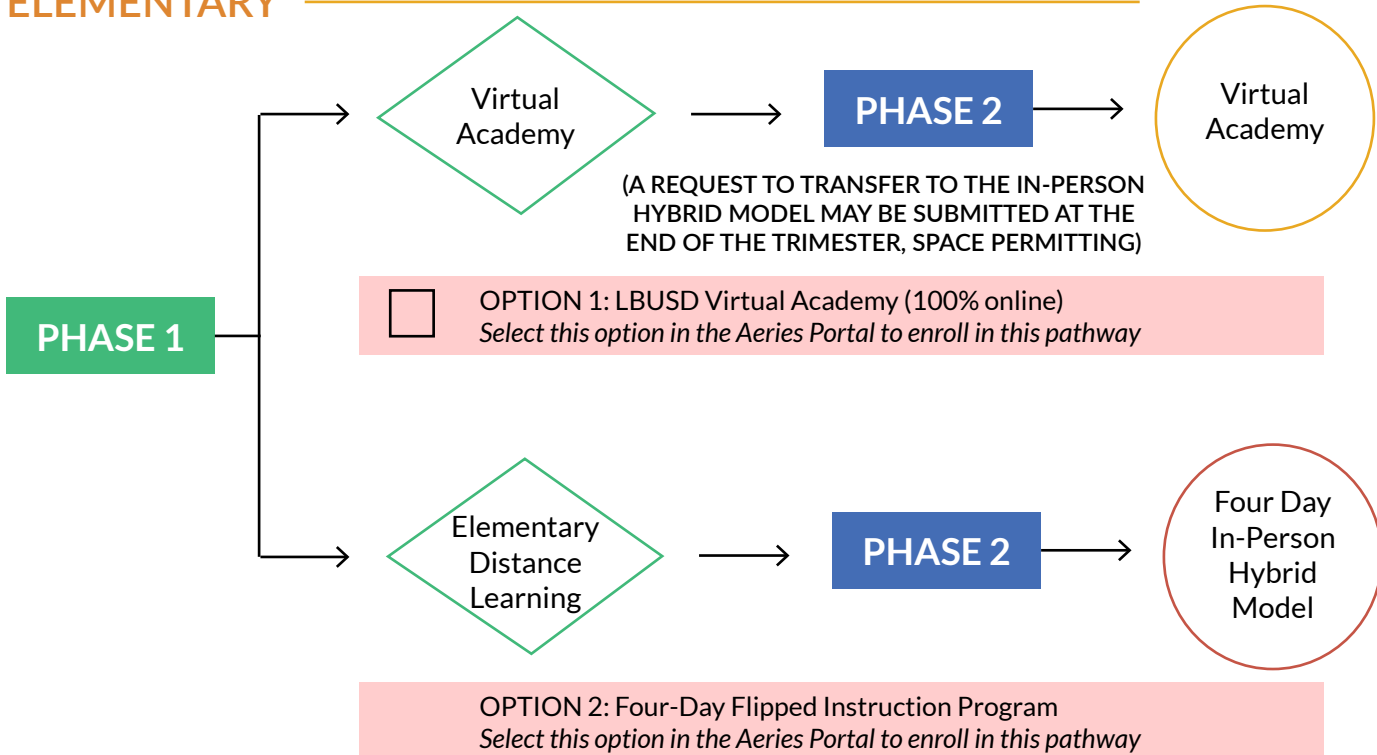 ELEMENTARY
Virtual
Academy
PHASE 2
Virtual
Academy
(A REQUEST TO TRANSFER TO THE IN-PERSON
HYBRID MODEL MAY BE SUBMITTED AT THE
END OF THE TRIMESTER, SPACE PERMITTING)
OPTION 1: LBUSD Virtual Academy (100% online)
Select this option in the Aeries Portal to enroll in this pathway
PHASE 1
Elementary
Distance
Learning
PHASE 2
Four Day
In-Person
Hybrid
Model
OPTION 2: Four-Day Flipped Instruction Program
Select this option in the Aeries Portal to enroll in this pathway